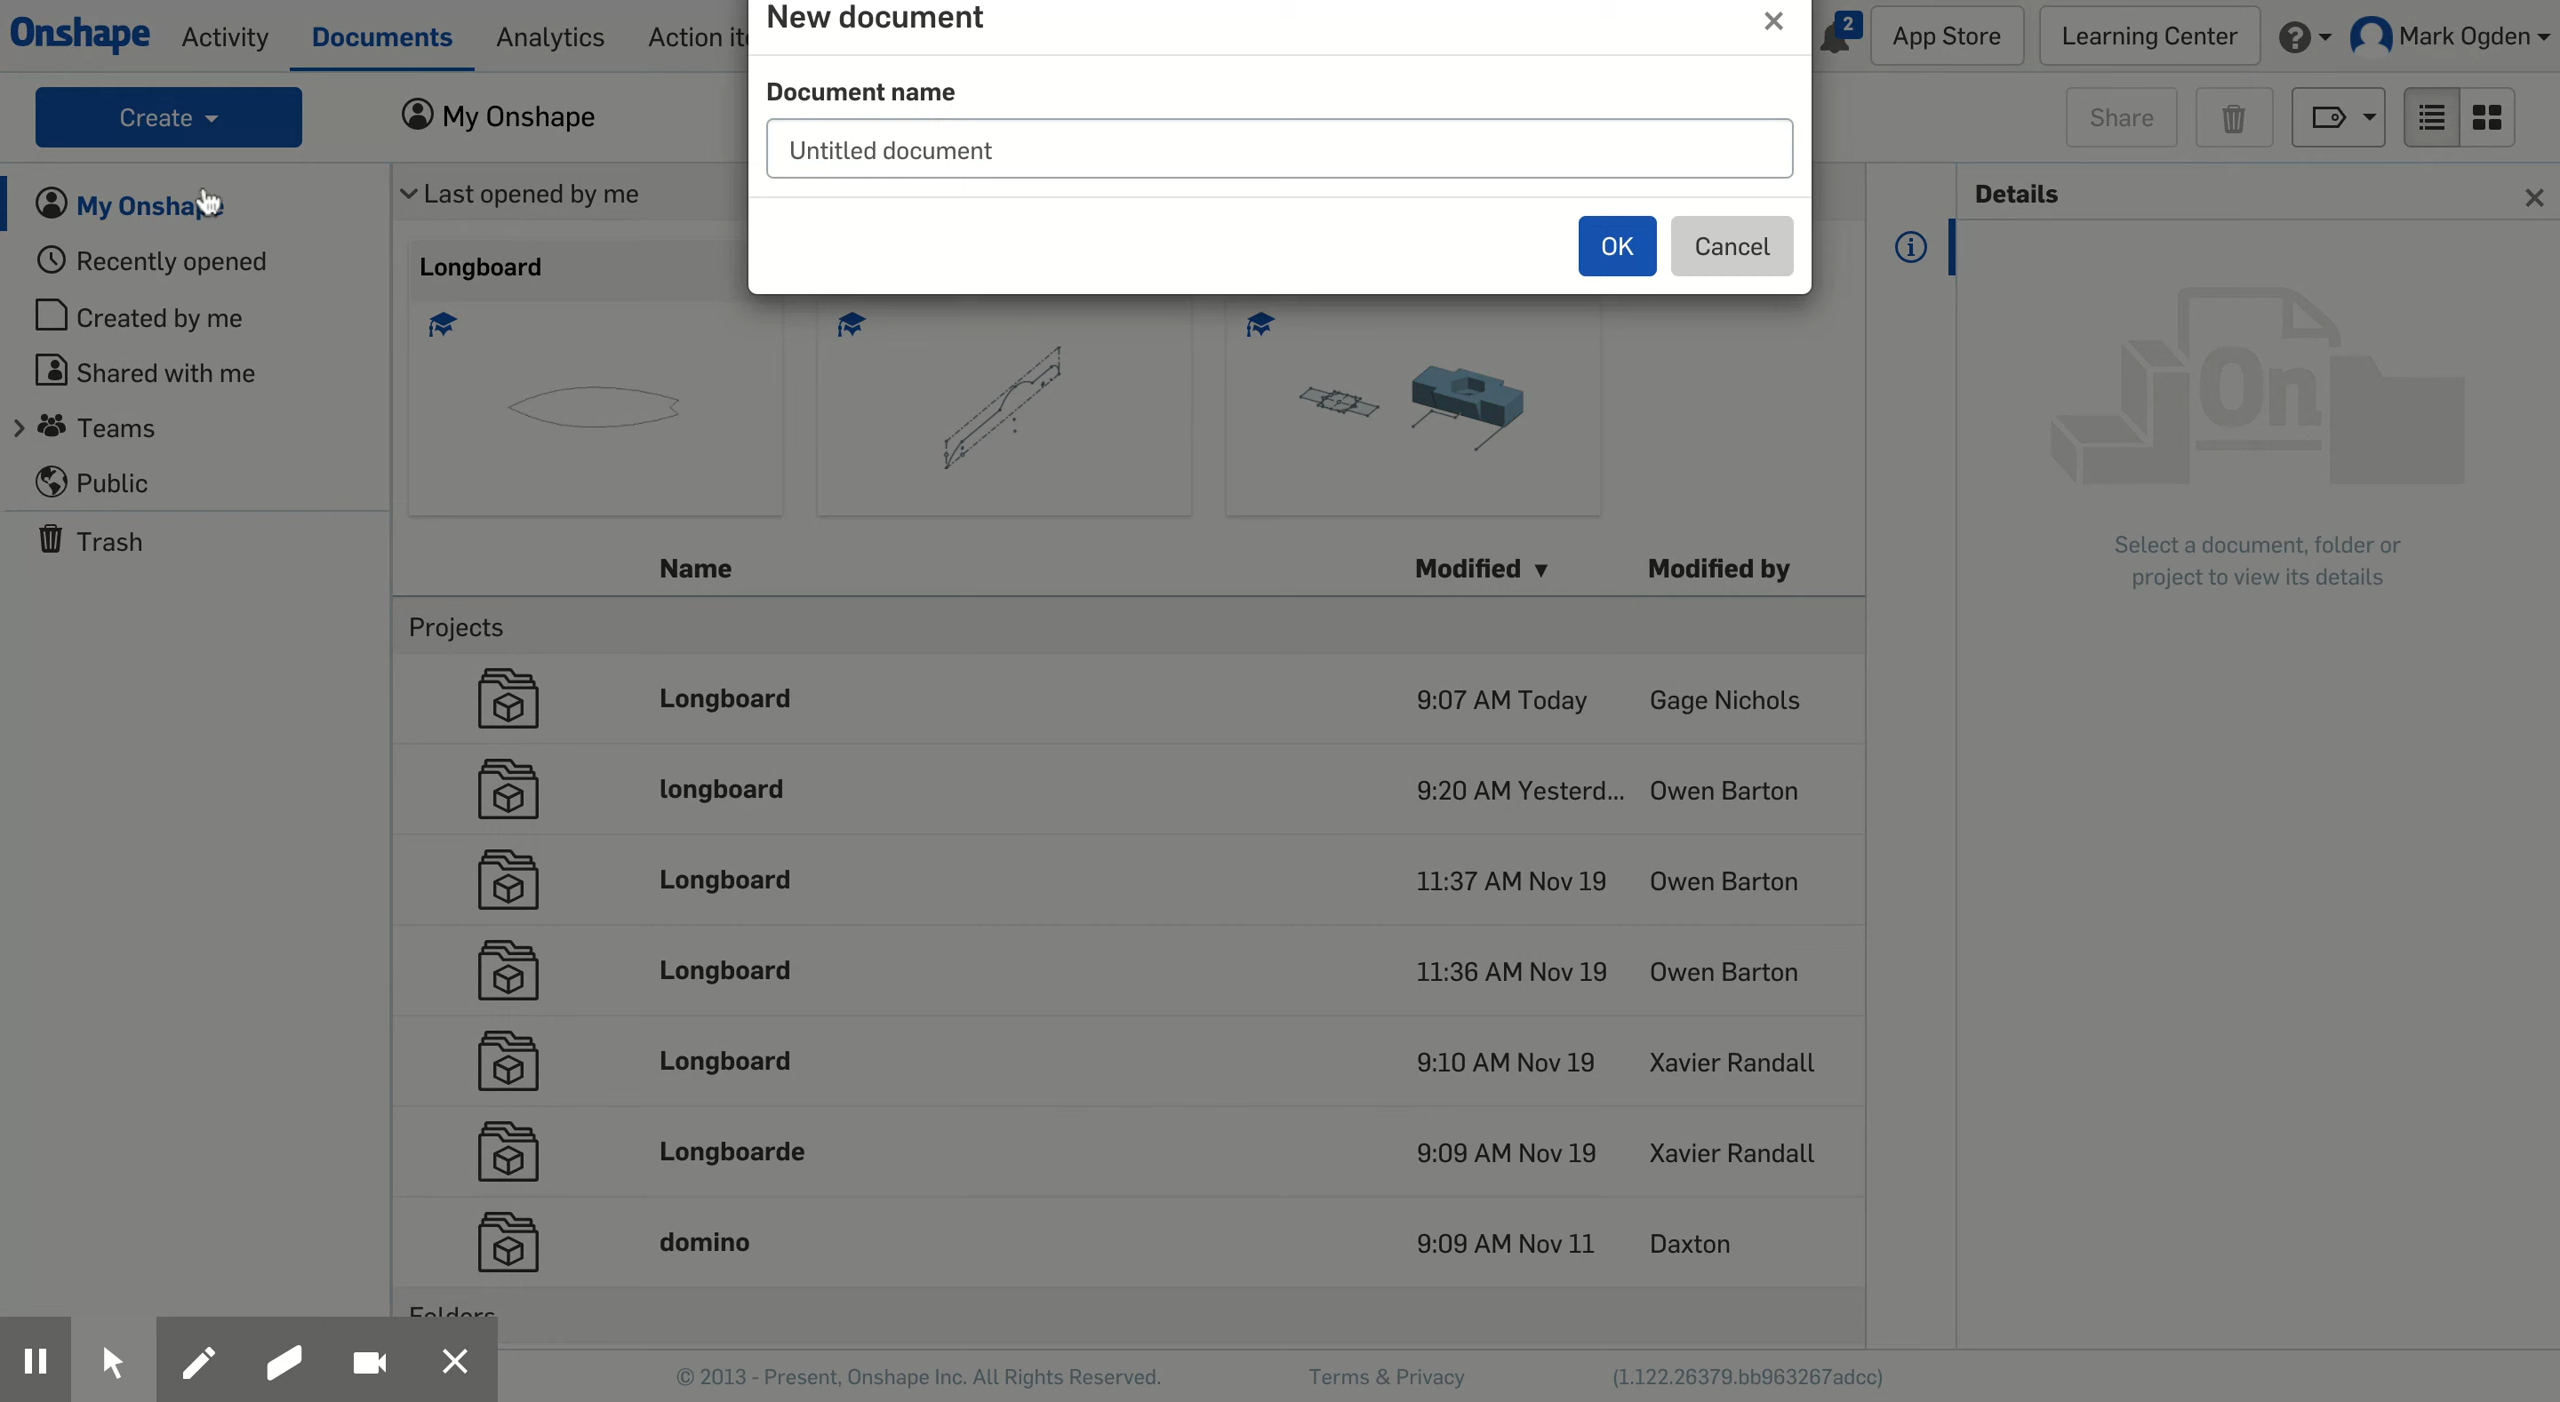 Onshape
Activity
Documents
Analytics
Action ite
New document
2
App Store
Learning Center
Mark Ogden
Create
My Onshape
Document name
Untitled document
OK
Cancel
Share
My Onshape
Recently opened
Created by me
Shared with me
Teams
Public
Trash
Last opened by me
Longboard
Details
On
Select a document, folder or
project to view its details
Name Modified ▼ Modified by
Projects
Longboard 9:07 AM Today Gage Nichols
longboard 9:20 AM Yesterd... Owen Barton
Longboard 11:37 AM Nov 19 Owen Barton
Longboard 11:36 AM Nov 19 Owen Barton
Longboard 9:10 AM Nov 19 Xavier Randall
Longboarde 9:09 AM Nov 19 Xavier Randall
domino 9:09 AM Nov 11 Daxton
Folders
© 2013 - Present, Onshape Inc. All Rights Reserved. Terms & Privacy (1.122.26379.bb963267adcc)